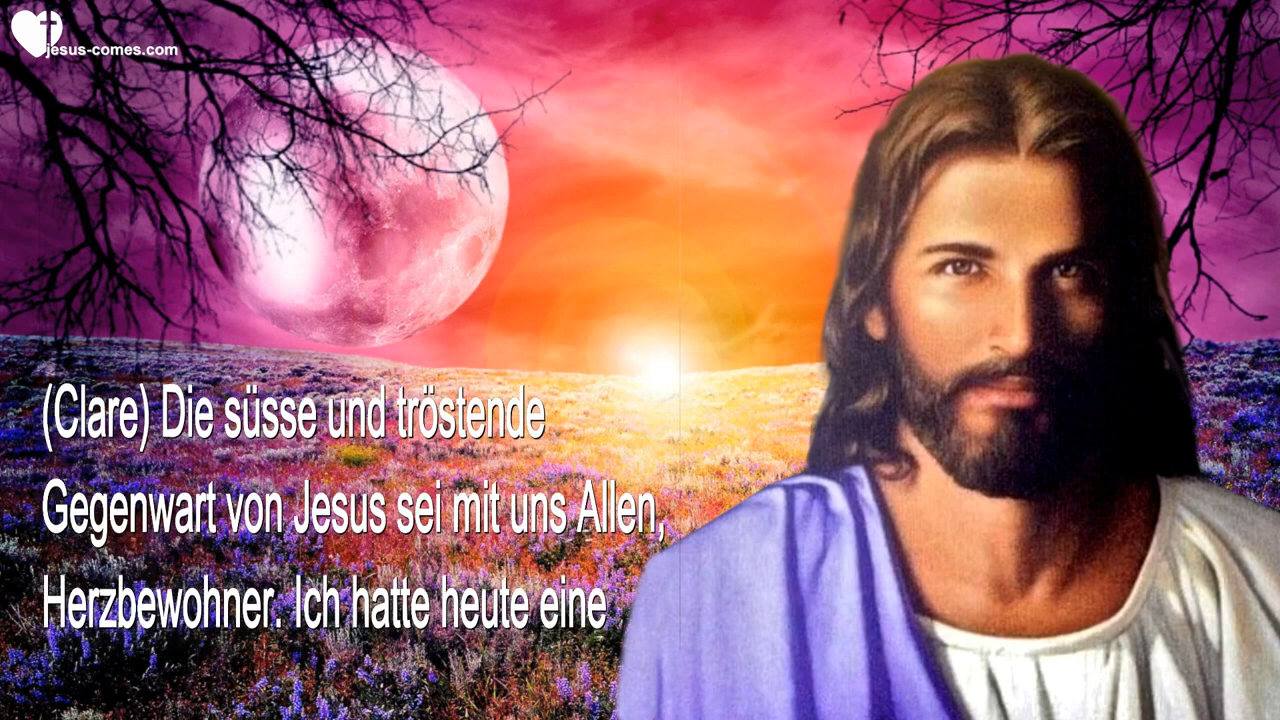 jesus-comes.com
(Clare) Die süsse und tröstende
Gegenwart von Jesus sei mit uns Allen,
Herzbewohner. Ich hatte heute eine